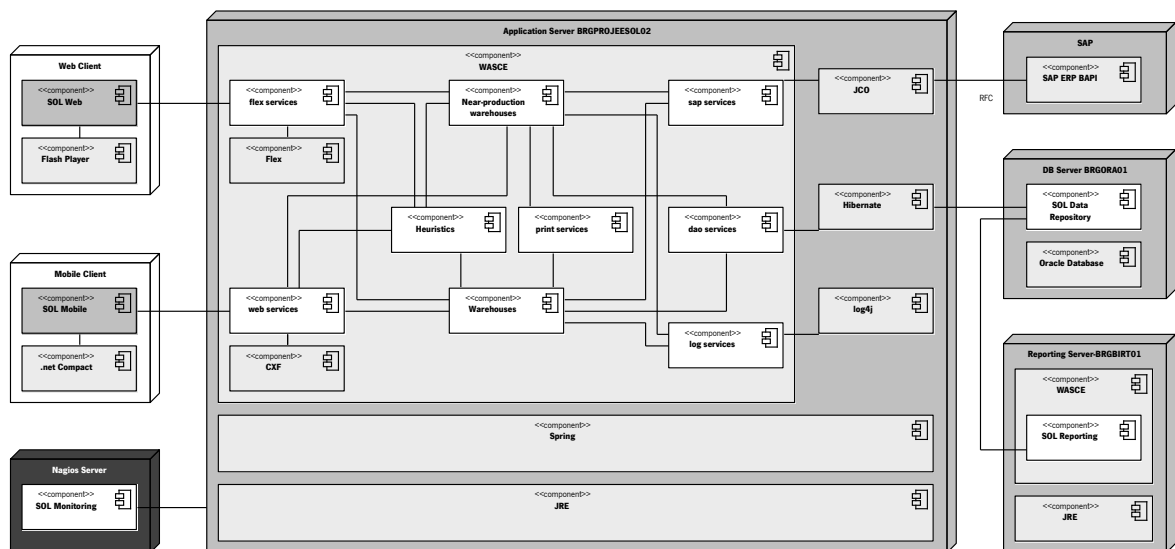 Web Client
<<component>>
SOL Web
<<component>>
Flash Player
Mobile Client
<<component>>
SOL Mobile
<<component>>
.net Compact
Nagios Server
<<component>>
SOL Monitoring
Application Server BRGPROJEESOL02
<<component>>
WASCE
<<component>>
flex services
<<component>>
Near-production
warehouses
<<component>>
sap services
<<component>>
Flex
<<component>>
Heuristics
<<component>>
print services
<<component>>
dao services
<<component>>
web services
<<component>>
Warehouses
<<component>>
log services
<<component>>
CXF
<<component>>
JCO
<<component>>
Hibernate
<<component>>
log4j
<<component>>
Spring
<<component>>
JRE
SAP
<<component>>
SAP ERP BAPI
RFC
DB Server BRGORA01
<<component>>
SOL Data
Repository
<<component>>
Oracle Database
Reporting Server-BRGBIRT01
<<component>>
WASCE
<<component>>
SOL Reporting
<<component>>
JRE